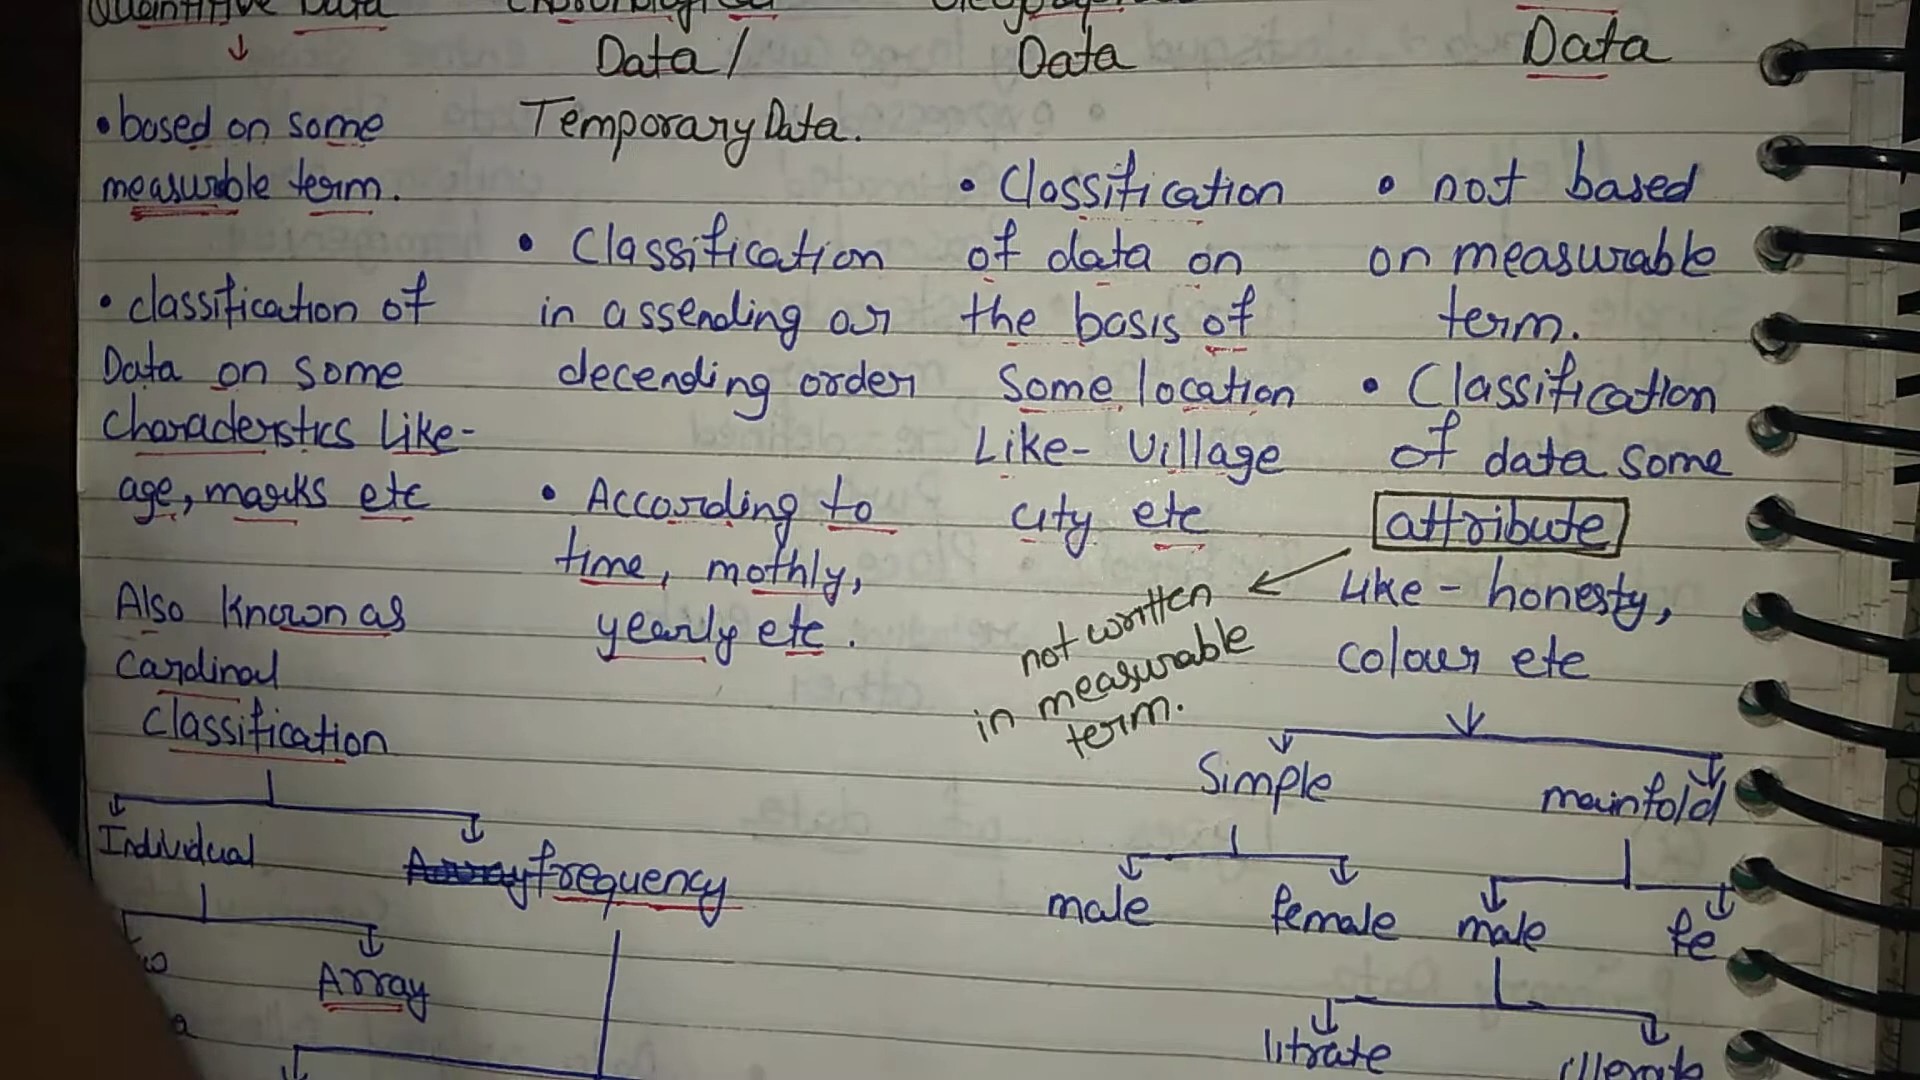 Quantitive Data
↓
• based on some
measurable term.
• classification of
Data on some
Characterstics Like-
age, marks etc
Also Known as
Cardinal
Classification
Individual
frequency
Array
Data /
Temporary Data.
• Classification
in assending or
decending order
• According to
time, mothly,
yearly etc.
Data
• Classification
of data on
the basis of
Some location
Like- Village
city etc
Data
• not based
on measurable
term.
• Classification
of data some
attribute
like - honesty,
colour etc
not written
in measurable
term.
Simple
mainfold
male
female
male
fe
litrate